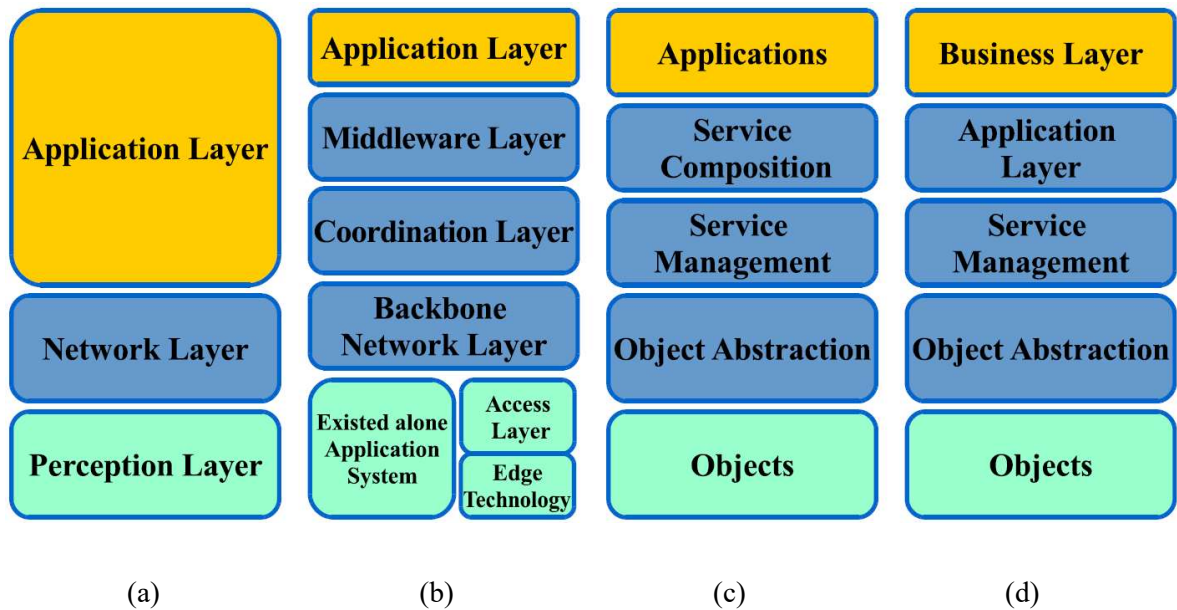 Application Layer
Network Layer
Perception Layer
Application Layer
Middleware Layer
Coordination Layer
Backbone
Network Layer
Existed alone
Application
System
Access
Layer
Edge
Technology
Applications
Service
Composition
Service
Management
Object Abstraction
Objects
Business Layer
Application
Layer
Service
Management
Object Abstraction
Objects
(a)
(b)
(c)
(d)